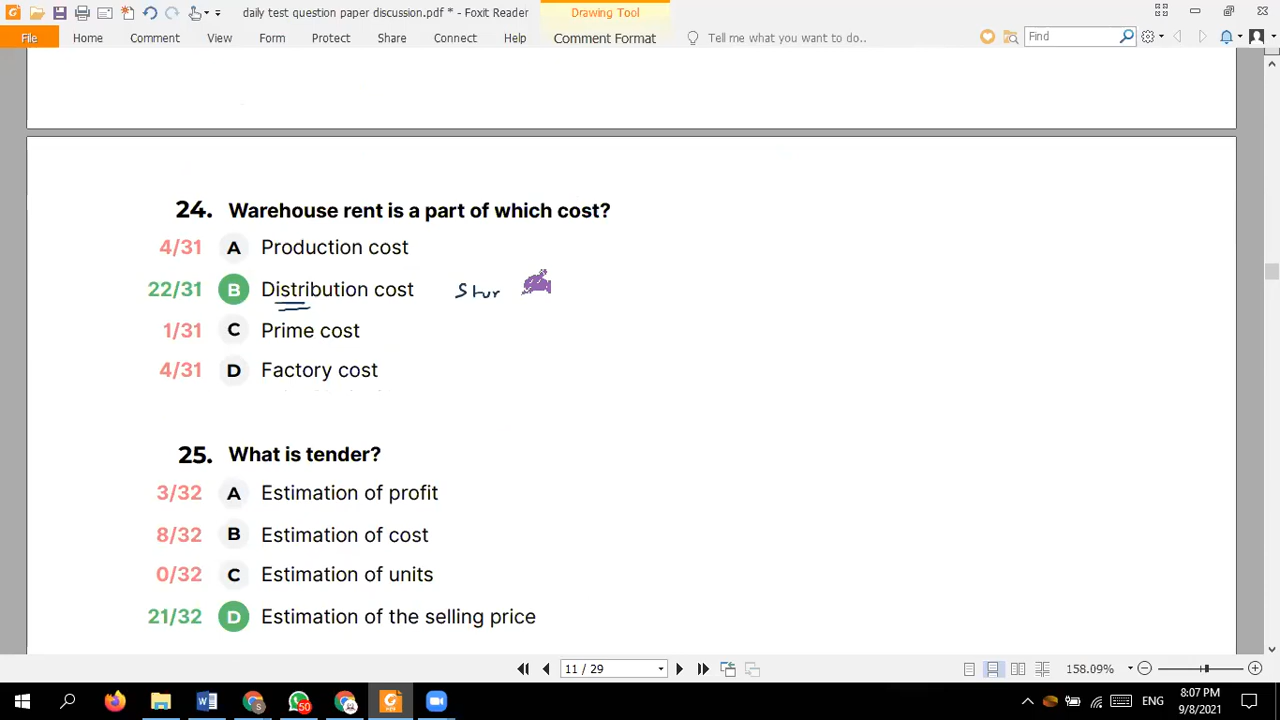 daily test question paper discussion.pdf * - Foxit Reader
Drawing Tool
File
Home
Comment
View
Form
Protect
Share
Connect
Help
Comment Format
Tell me what you want to do..
Find
24. Warehouse rent is a part of which cost?
4/31 A Production cost
22/31 B Distribution cost
1/31 C Prime cost
4/31 D Factory cost
25. What is tender?
3/32 A Estimation of profit
8/32 B Estimation of cost
0/32 C Estimation of units
21/32 D Estimation of the selling price
11 / 29
158.09%
50
ENG
8:07 PM
9/8/2021